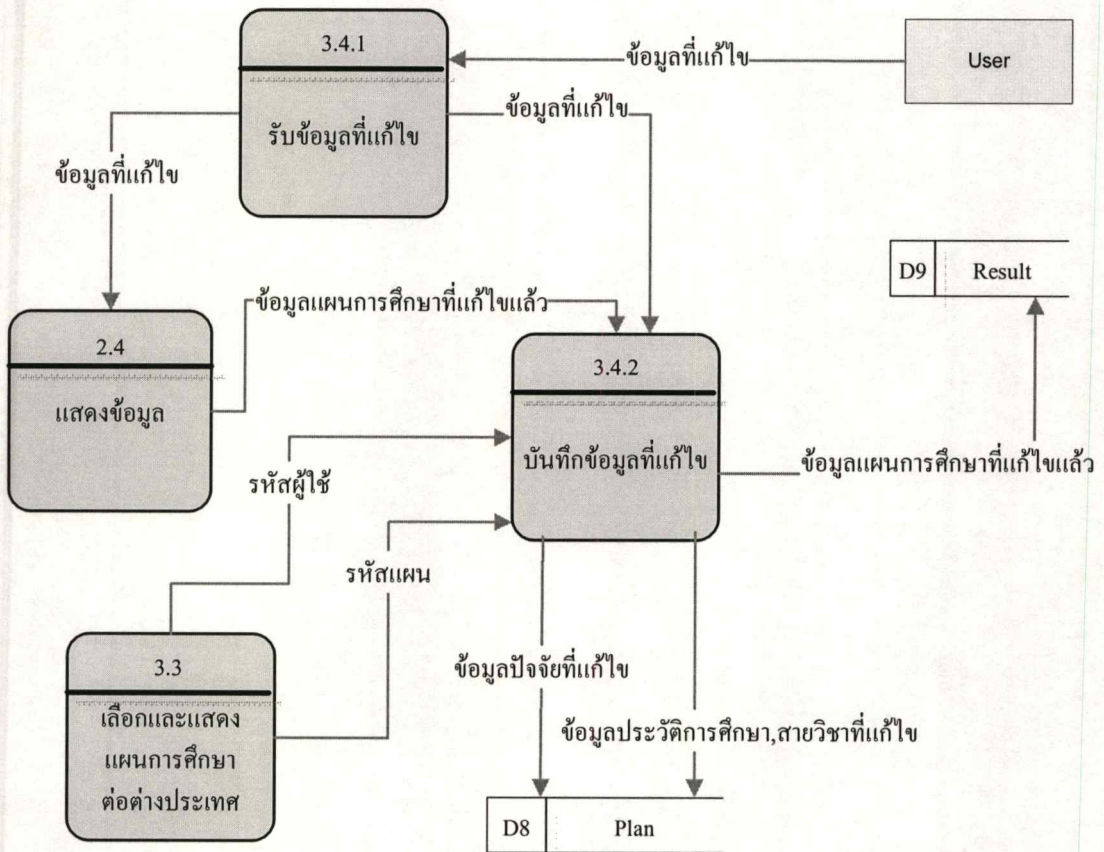 3.4.1
ข้อมูลที่แก้ไข
User
รับข้อมูลที่แก้ไข
ข้อมูลที่แก้ไข
ข้อมูลที่แก้ไข
D9 Result
ข้อมูลแผนการศึกษาที่แก้ไขแล้ว
2.4
แสดงข้อมูล
3.4.2
บันทึกข้อมูลที่แก้ไข
ข้อมูลแผนการศึกษาที่แก้ไขแล้ว
รหัสผู้ใช้
รหัสแผน
3.3
เลือกและแสดง
แผนการศึกษา
ต่อต่างประเทศ
ข้อมูลปัจจัยที่แก้ไข
ข้อมูลประวัติการศึกษา,สายวิชาที่แก้ไข
D8 Plan